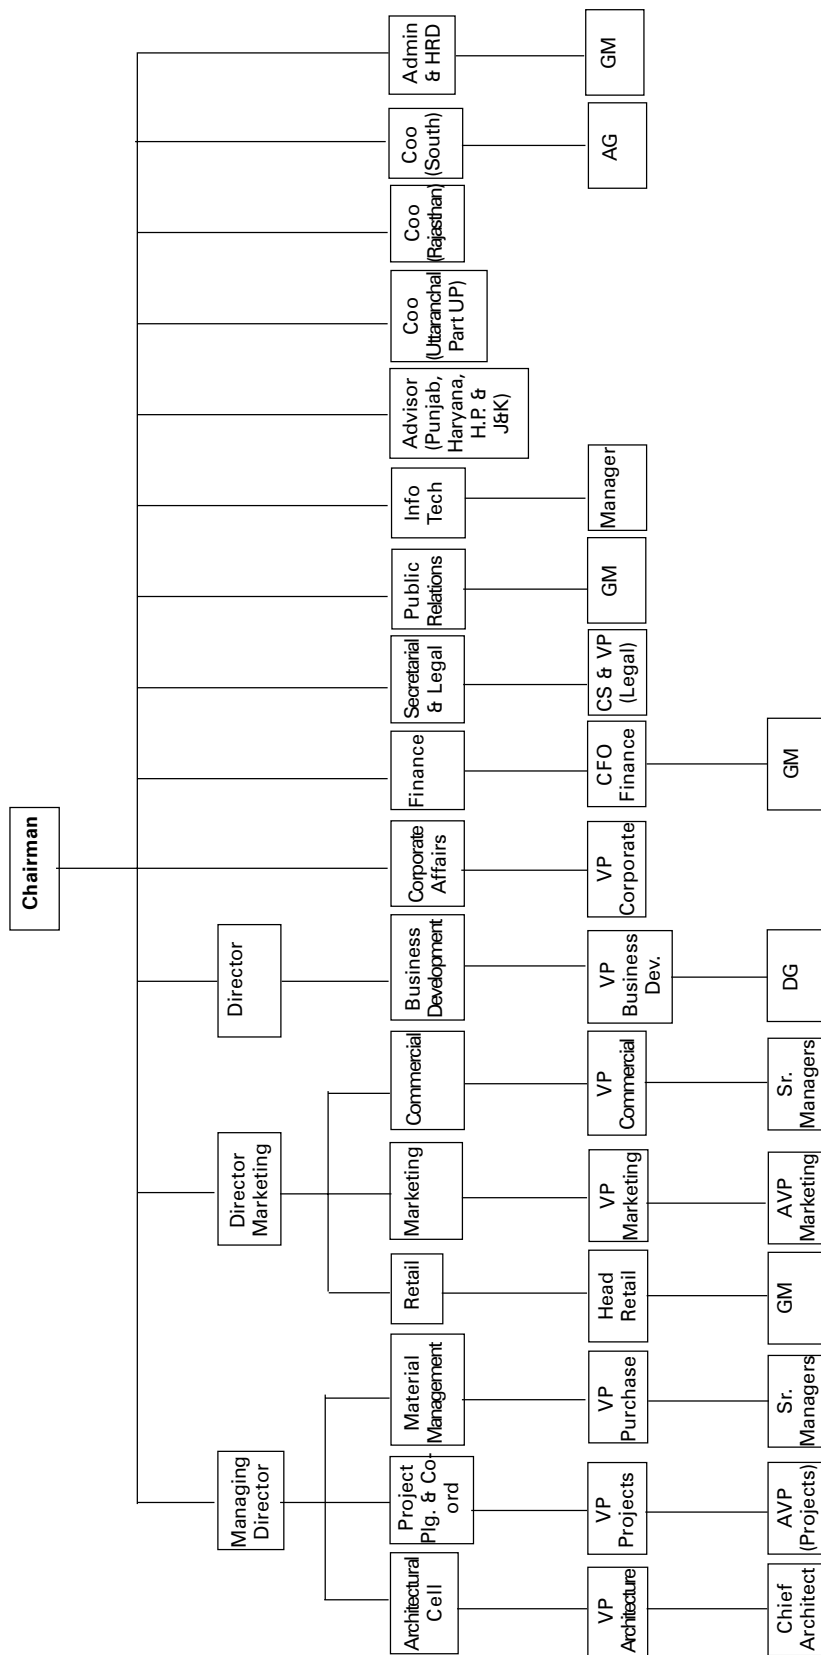 Chairman
Managing
Director
Director
Marketing
Director
Architectural
Cell
Project
Plg. & Co-
ord
Material
Management
Retail
Marketing
Commercial
Business
Development
Corporate
Affairs
Finance
Secretarial
& Legal
Public
Relations
Info
Tech
Advisor
(Punjab,
Haryana,
H.P. &
J&K)
Coo
(Uttaranchal
Part UP)
Coo
(Rajasthan)
Coo
(South)
Admin
& HRD
VP
Architecture
VP
Projects
VP
Purchase
Head
Retail
VP
Marketing
VP
Commercial
VP
Business
Dev.
VP
Corporate
CFO
Finance
CS & VP
(Legal)
GM
Manager
AG
GM
Chief
Architect
AVP
(Projects)
Sr.
Managers
GM
AVP
Marketing
Sr.
Managers
DG
GM